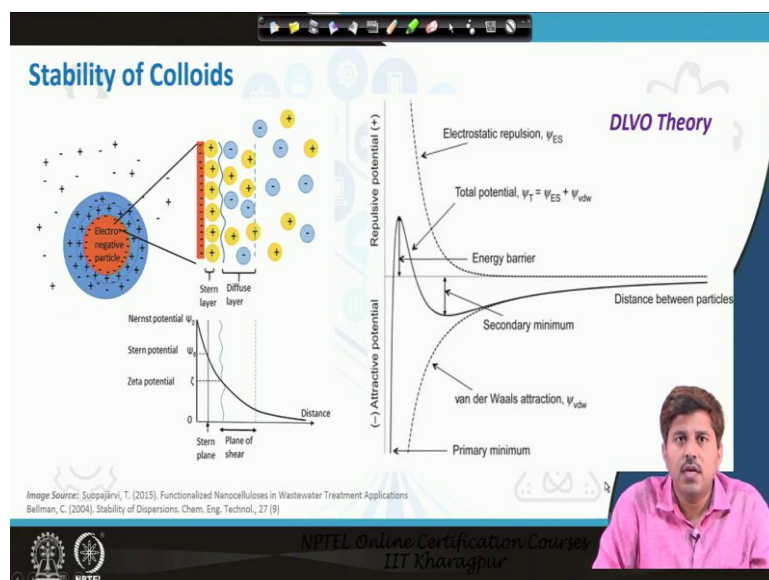 Stability of Colloids
DLVO Theory
Electro-
negative
particle
Stern
layer
Diffuse
layer
Nernst potential Ψ₀
Stern potential
Zeta potential
ζ
0
Distance
Stern
plane
Plane of
shear
Repulsive potential (+)
(−) Attractive potential
Electrostatic repulsion, ψES
Total potential, ψT = ψES + ψvdw
Energy barrier
Distance between particles
Secondary minimum
van der Waals attraction, ψvdw
Primary minimum
Image Source: Suopajärvi, T. (2015). Functionalized Nanocelluloses in Wastewater Treatment Applications
Bellman, C. (2004). Stability of Dispersions. Chem. Eng. Technol., 27 (9)
NPTEL
NPTEL Online Certification Courses
IIT Kharagpur